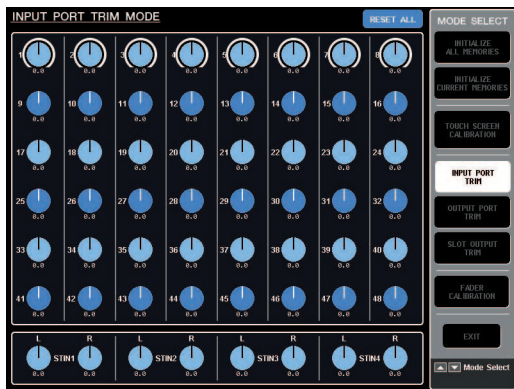 INPUT PORT TRIM MODE
RESET ALL
1 2 3 4 5 6 7 8
0.0 0.0 0.0 0.0 0.0 0.0 0.0 0.0
9 10 11 12 13 14 15 16
0.0 0.0 0.0 0.0 0.0 0.0 0.0 0.0
17 18 19 20 21 22 23 24
0.0 0.0 0.0 0.0 0.0 0.0 0.0 0.0
25 26 27 28 29 30 31 32
0.0 0.0 0.0 0.0 0.0 0.0 0.0 0.0
33 34 35 36 37 38 39 40
0.0 0.0 0.0 0.0 0.0 0.0 0.0 0.0
41 42 43 44 45 46 47 48
0.0 0.0 0.0 0.0 0.0 0.0 0.0 0.0
L R L R L R L R
STIN1 STIN2 STIN3 STIN4
0.0 0.0 0.0 0.0 0.0 0.0 0.0 0.0
MODE SELECT
INITIALIZE
ALL MEMORIES
INITIALIZE
CURRENT MEMORIES
TOUCH SCREEN
CALIBRATION
INPUT PORT
TRIM
OUTPUT PORT
TRIM
SLOT OUTPUT
TRIM
FADER
CALIBRATION
EXIT
Mode Select